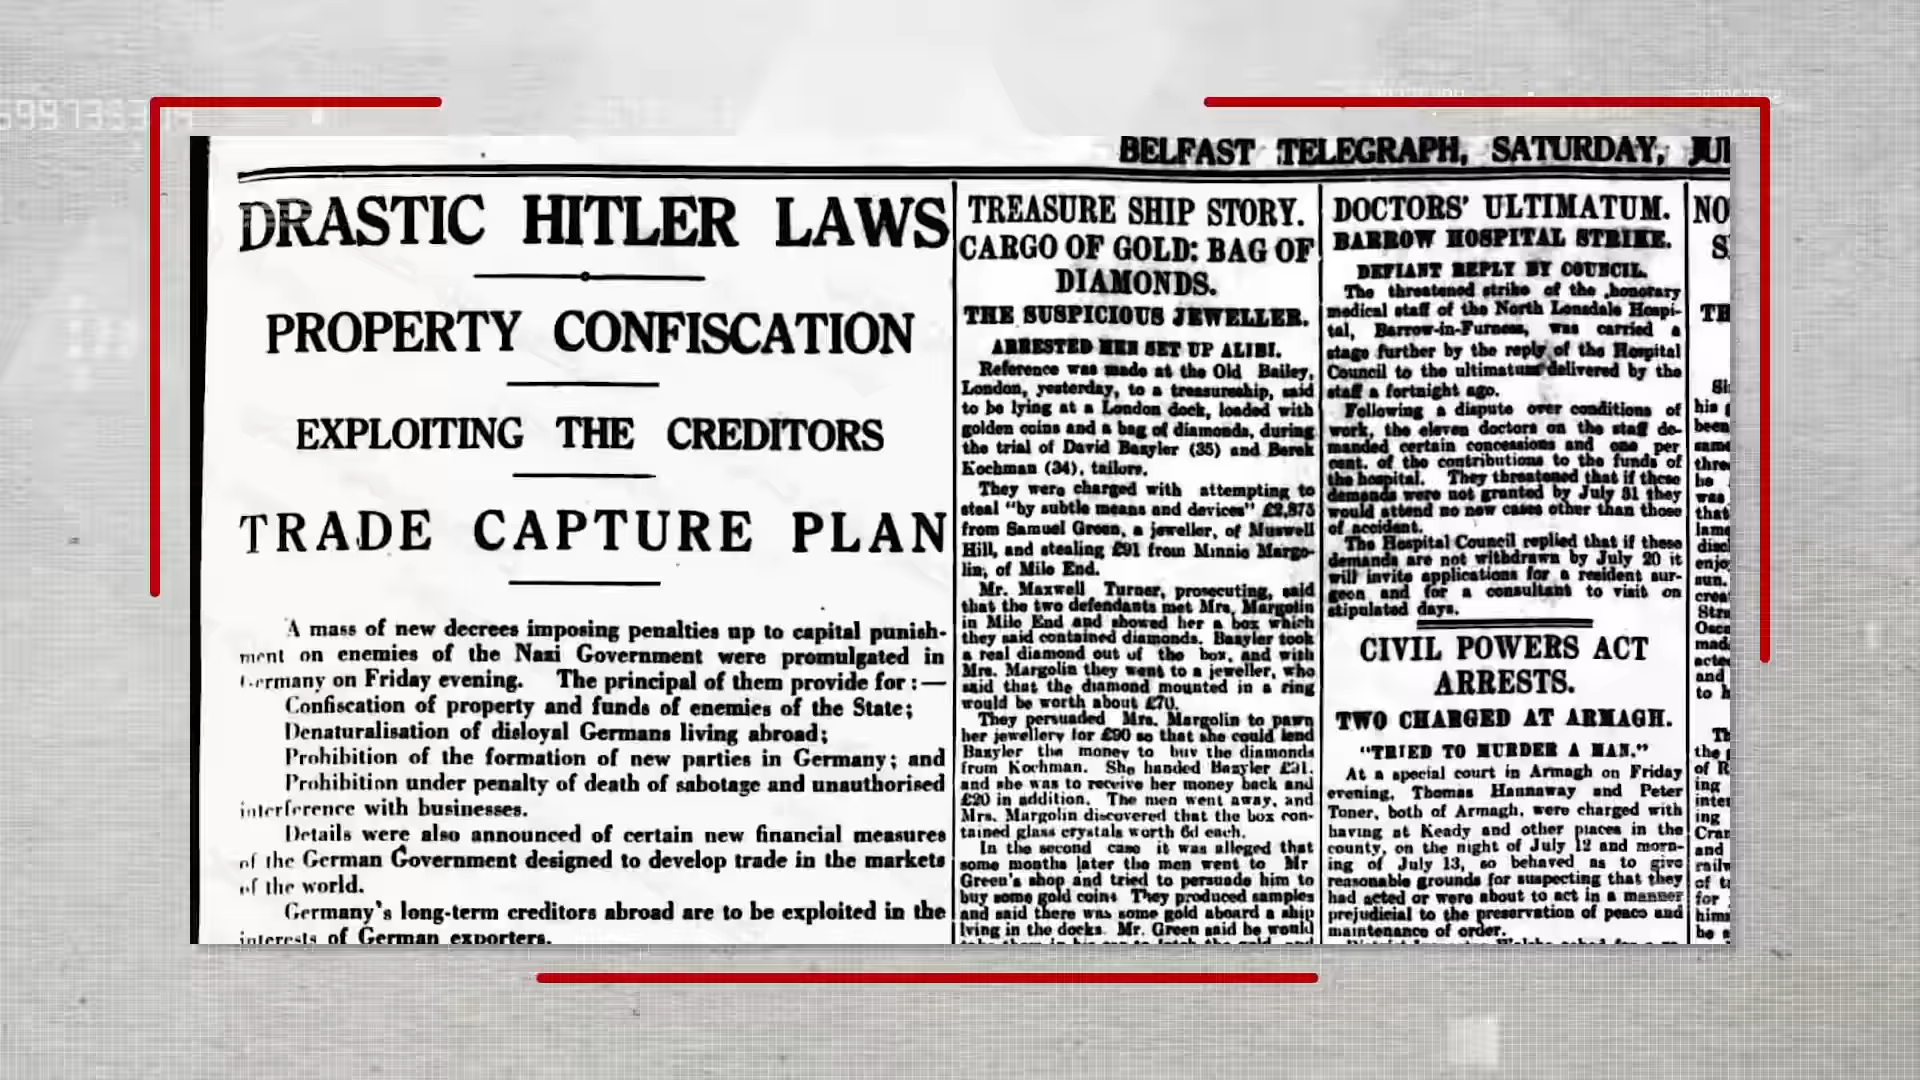 BELFAST TELEGRAPH, SATURDAY,
DRASTIC HITLER LAWS
PROPERTY CONFISCATION
EXPLOITING THE CREDITORS
TRADE CAPTURE PLAN
A mass of new decrees imposing penalties up to capital punish-
ment on enemies of the Nazi Government were promulgated in
Germany on Friday evening. The principal of them provide for:—
Confiscation of property and funds of enemies of the State;
Denaturalisation of disloyal Germans living abroad;
Prohibition of the formation of new parties in Germany; and
Prohibition under penalty of death of sabotage and unauthorised
interference with businesses.
Details were also announced of certain new financial measures
of the German Government designed to develop trade in the markets
of the world.
Germany's long-term creditors abroad are to be exploited in the
interests of German exporters.
TREASURE SHIP STORY.
CARGO OF GOLD: BAG OF
DIAMONDS.
THE SUSPICIOUS JEWELLER.
ARRESTED MEN SET UP ALIBI.
Reference was made at the Old Bailey,
London, yesterday, to a treasureship, said
to be lying at a London dock, loaded with
golden coins and a bag of diamonds, during
the trial of David Basyler (35) and Berek
Kochman (34), tailors.
They were charged with attempting to
steal "by subtle means and devices" £2,875
from Samuel Green, a jeweller, of Muswell
Hill, and stealing £91 from Minnie Margo-
lin, of Mile End.
Mr. Maxwell Turner, prosecuting, said
that the two defendants met Mrs. Margolin
in Mile End and showed her a box which
they said contained diamonds. Basyler took
a real diamond out of the box, and with
Mrs. Margolin they went to a jeweller, who
said that the diamond mounted in a ring
would be worth about £70.
They persuaded Mrs. Margolin to pawn
her jewellery for £90 so that she could lend
Basyler the money to buy the diamonds
from Kochman. She handed Basyler £91.
and she was to receive her money back and
£20 in addition. The men went away, and
Mrs. Margolin discovered that the box con-
tained glass crystals worth 6d each.
In the second case it was alleged that
some months later the men went to Mr
Green's shop and tried to persuade him to
buy some gold coins They produced samples
and said there was some gold aboard a ship
lying in the docks. Mr. Green said he would
DOCTORS' ULTIMATUM.
BARROW HOSPITAL STRIKE.
DEFIANT REPLY BY COUNCIL.
The threatened strike of the honorary
medical staff of the North Lonsdale Hospi-
tal, Barrow-in-Furness, was carried a
stage further by the reply of the Hospital
Council to the ultimatum delivered by the
staff a fortnight ago.
Following a dispute over conditions of
work, the eleven doctors on the staff de-
manded certain concessions and one per
cent. of the contributions to the funds of
the hospital. They threatened that if these
demands were not granted by July 31 they
would attend no new cases other than those
of accident.
The Hospital Council replied that if these
demands are not withdrawn by July 20 it
will invite applications for a resident sur-
geon and for a consultant to visit on
stipulated days.
CIVIL POWERS ACT
ARRESTS.
TWO CHARGED AT ARMAGH.
"TRIED TO MURDER A MAN."
At a special court in Armagh on Friday
evening, Thomas Hannaway and Peter
Toner, both of Armagh, were charged with
having at Keady and other places in the
county, on the night of July 12 and morn-
ing of July 13, so behaved as to give
reasonable grounds for suspecting that they
had acted or were about to act in a manner
prejudicial to the preservation of peace and
maintenance of order.